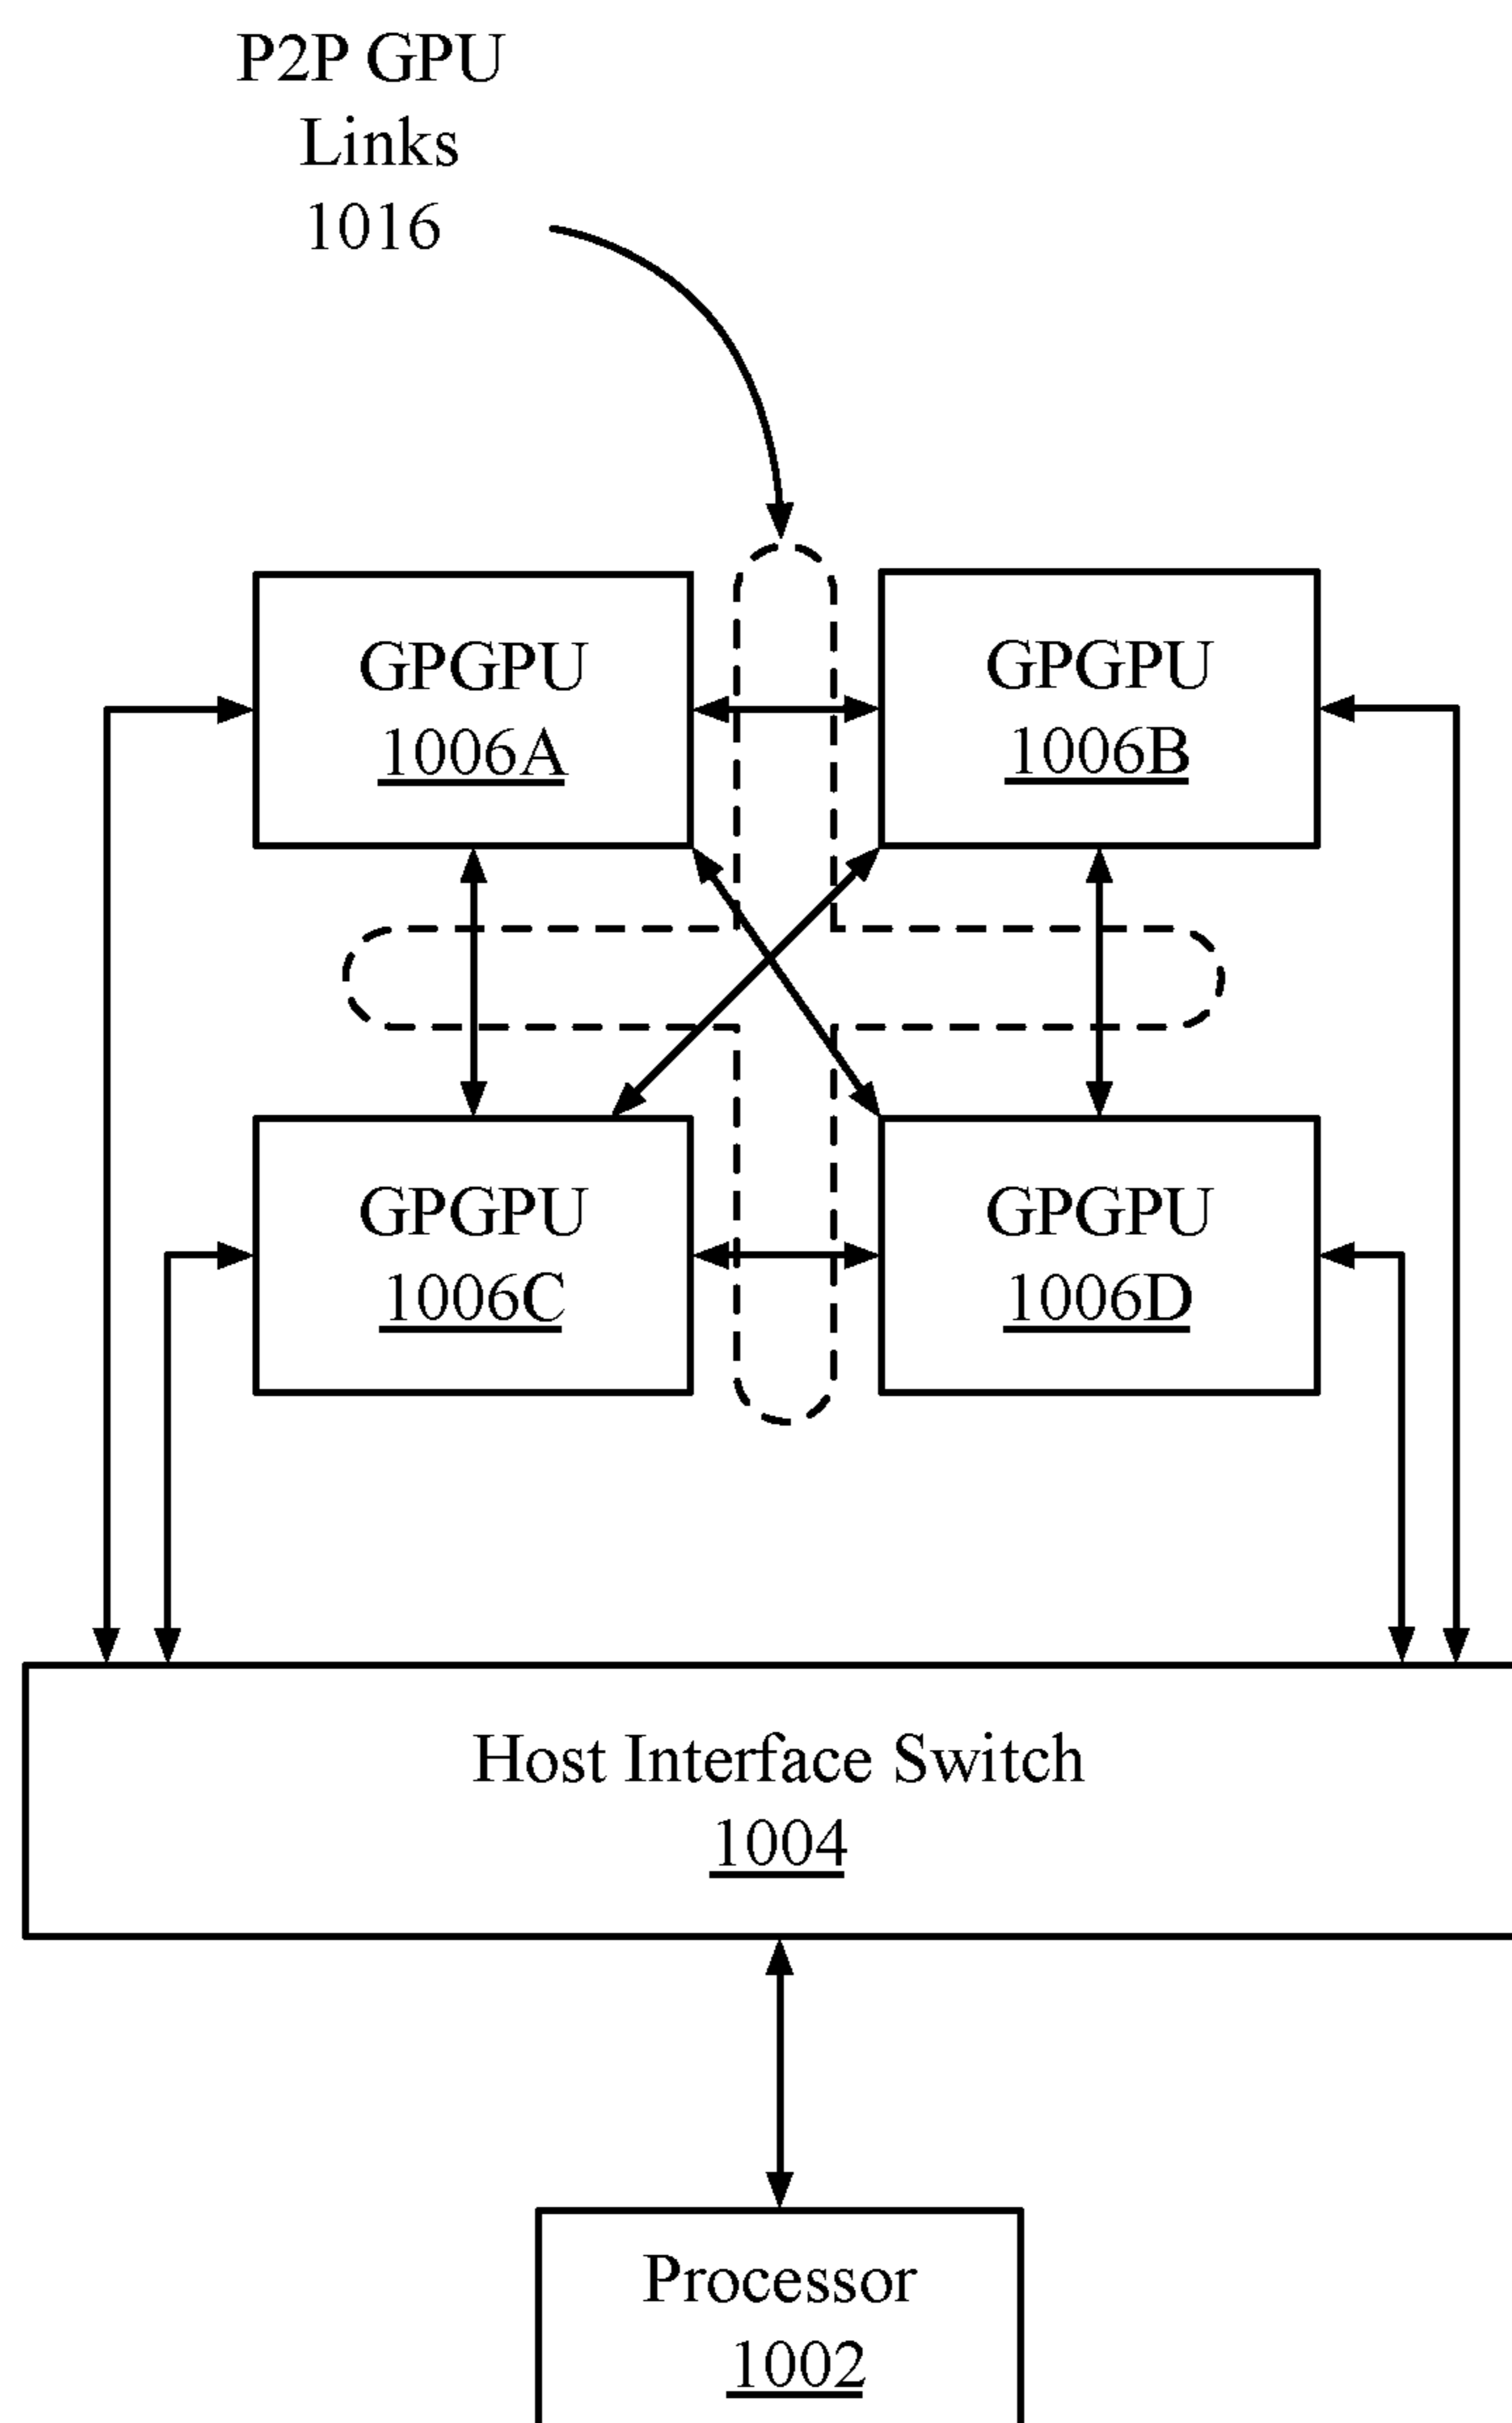 P2P GPU
Links
1016
GPGPU
1006A
GPGPU
1006B
GPGPU
1006C
GPGPU
1006D
Host Interface Switch
1004
Processor
1002